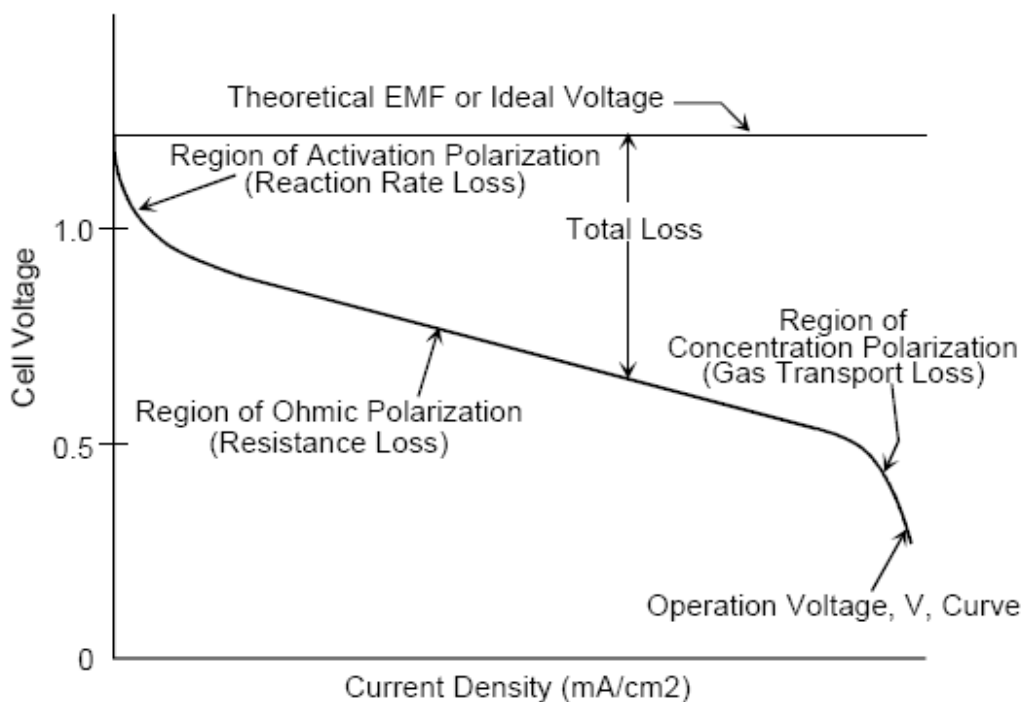 Theoretical EMF or Ideal Voltage
Region of Activation Polarization
(Reaction Rate Loss)
1.0
Total Loss
Cell Voltage
Region of
Concentration Polarization
(Gas Transport Loss)
Region of Ohmic Polarization
(Resistance Loss)
0.5
Operation Voltage, V, Curve
0
Current Density (mA/cm2)